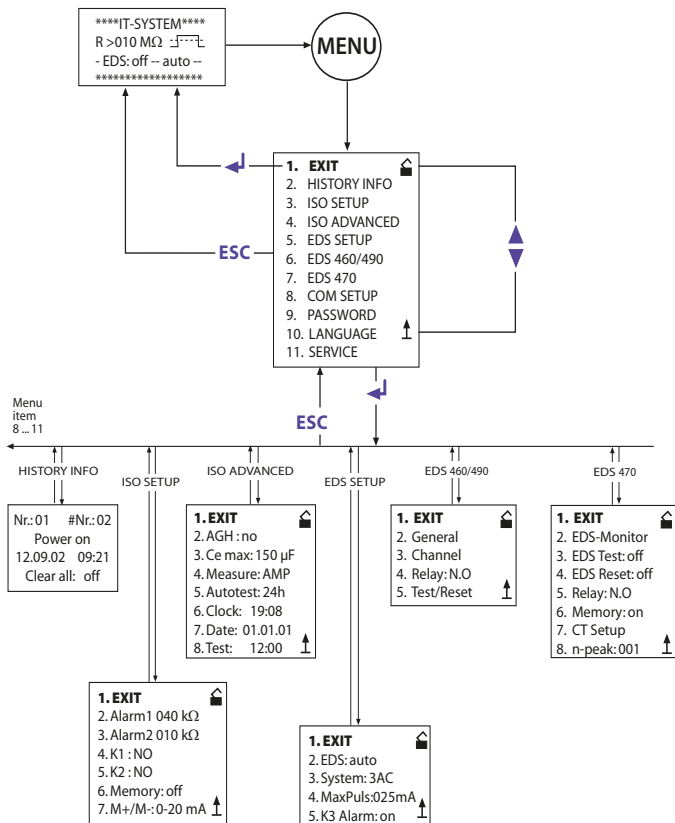 ****IT-SYSTEM****
R >010 MΩ
- EDS: off -- auto --
******************
MENU
1. EXIT
2. HISTORY INFO
3. ISO SETUP
4. ISO ADVANCED
5. EDS SETUP
6. EDS 460/490
7. EDS 470
8. COM SETUP
9. PASSWORD
10. LANGUAGE
11. SERVICE
ESC
ESC
Menu
item
8 ... 11
HISTORY INFO
ISO SETUP
ISO ADVANCED
EDS SETUP
EDS 460/490
EDS 470
Nr.: 01 #Nr.: 02
Power on
12.09.02 09:21
Clear all: off
1. EXIT
2. AGH : no
3. Ce max: 150 µF
4. Measure: AMP
5. Autotest: 24h
6. Clock: 19:08
7. Date: 01.01.01
8. Test: 12:00
1. EXIT
2. General
3. Channel
4. Relay: N.O
5. Test/Reset
1. EXIT
2. EDS-Monitor
3. EDS Test: off
4. EDS Reset: off
5. Relay: N.O
6. Memory: on
7. CT Setup
8. n-peak: 001
1. EXIT
2. Alarm1 040 kΩ
3. Alarm2 010 kΩ
4. K1 : NO
5. K2 : NO
6. Memory: off
7. M+/M-: 0-20 mA
1. EXIT
2. EDS: auto
3. System: 3AC
4. MaxPuls: 025mA
5. K3 Alarm: on